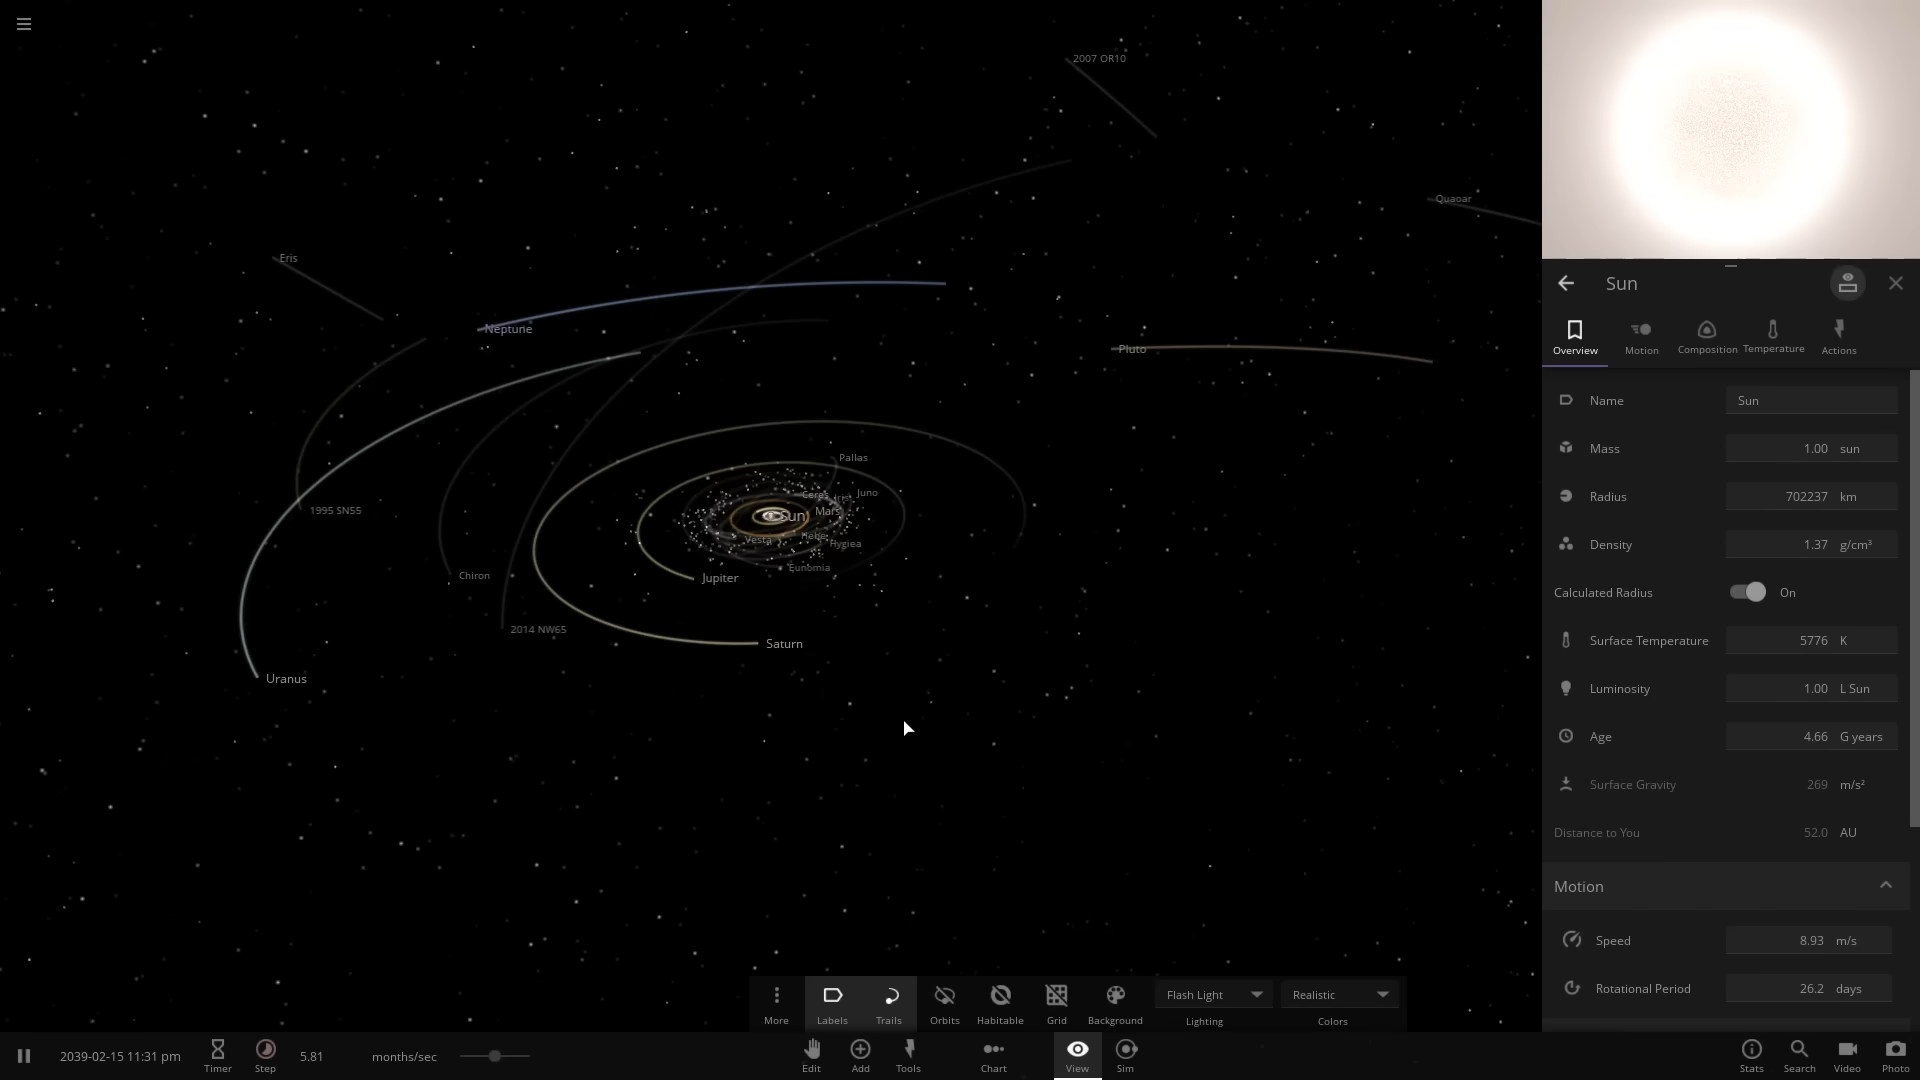 2007 OR10
Quaoar
Eris
Neptune
Pluto
Pallas
Ceres
Iris
Juno
Sun
Mars
1995 SN55
Vesta
Hebe
Hygiea
Eunomia
Chiron
Jupiter
2014 NW65
Saturn
Uranus
Sun
Overview
Motion
Composition
Temperature
Actions
Name Sun
Mass 1.00 sun
Radius 702237 km
Density 1.37 g/cm³
Calculated Radius On
Surface Temperature 5776 K
Luminosity 1.00 L Sun
Age 4.66 G years
Surface Gravity 269 m/s²
Distance to You 52.0 AU
Motion
Speed 8.93 m/s
Rotational Period 26.2 days
More
Labels
Trails
Orbits
Habitable
Grid
Background
Flash Light
Lighting
Realistic
Colors
2039-02-15 11:31 pm
Timer
Step
5.81 months/sec
Edit
Add
Tools
Chart
View
Sim
Stats
Search
Video
Photo